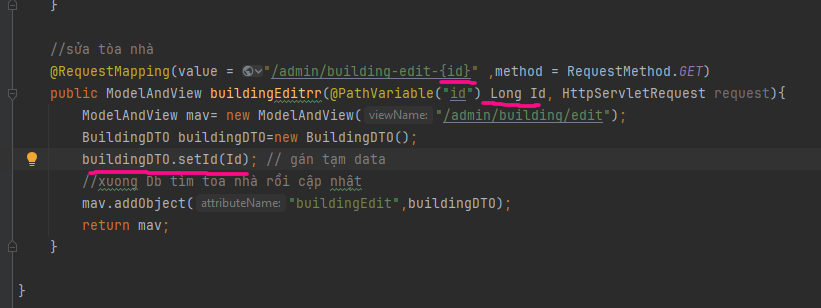 }
//sửa tòa nhà
@RequestMapping(value = "/admin/building-edit-{id}" ,method = RequestMethod.GET)
public ModelAndView buildingEditrr(@PathVariable("id") Long Id, HttpServletRequest request){
ModelAndView mav= new ModelAndView( viewName: "/admin/building/edit");
BuildingDTO buildingDTO=new BuildingDTO();
buildingDTO.setId(Id); // gán tạm data
//xuong Db tìm toa nhà rồi cập nhật
mav.addObject( attributeName: "buildingEdit",buildingDTO);
return mav;
}
}